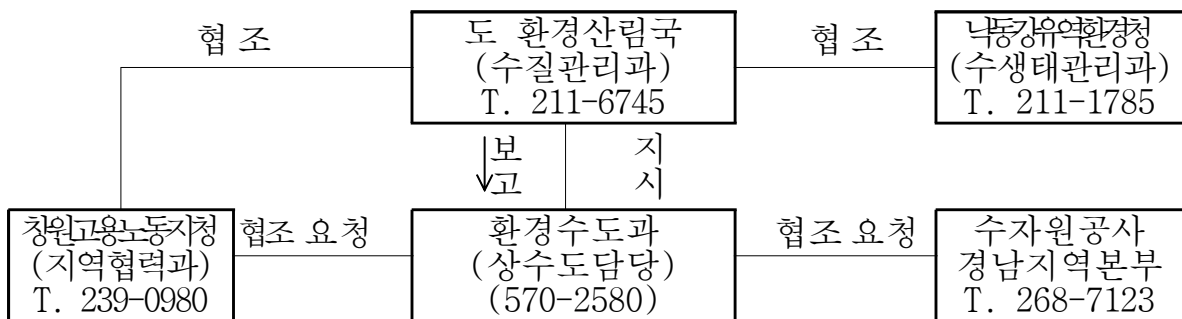 협 조
도 환경산림국
(수질관리과)
T. 211-6745
협 조
낙동강유역환경청
(수생태관리과)
T. 211-1785
보 지
고 시
창원고용노동지청
(지역협력과)
T. 239-0980
협조 요청
환경수도과
(상수도담당)
(570-2580)
협조 요청
수자원공사
경남지역본부
T. 268-7123